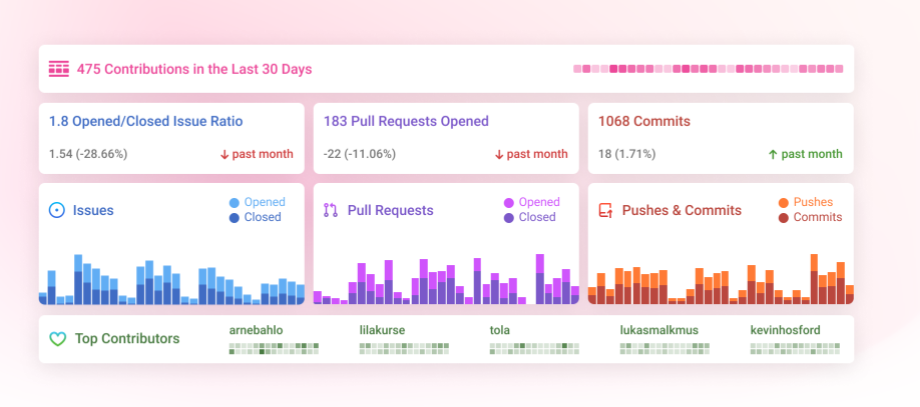 475 Contributions in the Last 30 Days
1.8 Opened/Closed Issue Ratio
1.54 (-28.66%)
past month
183 Pull Requests Opened
-22 (-11.06%)
past month
1068 Commits
18 (1.71%)
past month
Issues
Opened
Closed
Pull Requests
Opened
Closed
Pushes & Commits
Pushes
Commits
Top Contributors
arnebahlo
lilakurse
tola
lukasmalkmus
kevinhosford